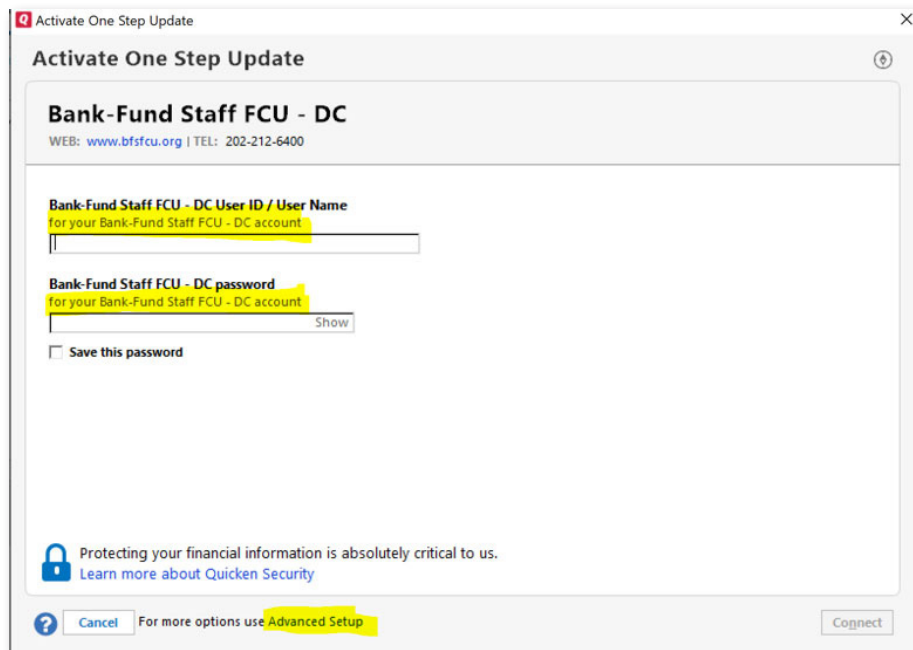 Activate One Step Update
Activate One Step Update
Bank-Fund Staff FCU - DC
WEB: www.bfsfcu.org | TEL: 202-212-6400
Bank-Fund Staff FCU - DC User ID / User Name
for your Bank-Fund Staff FCU - DC account
Bank-Fund Staff FCU - DC password
for your Bank-Fund Staff FCU - DC account
Show
Save this password
Protecting your financial information is absolutely critical to us.
Learn more about Quicken Security
? Cancel For more options use Advanced Setup Connect